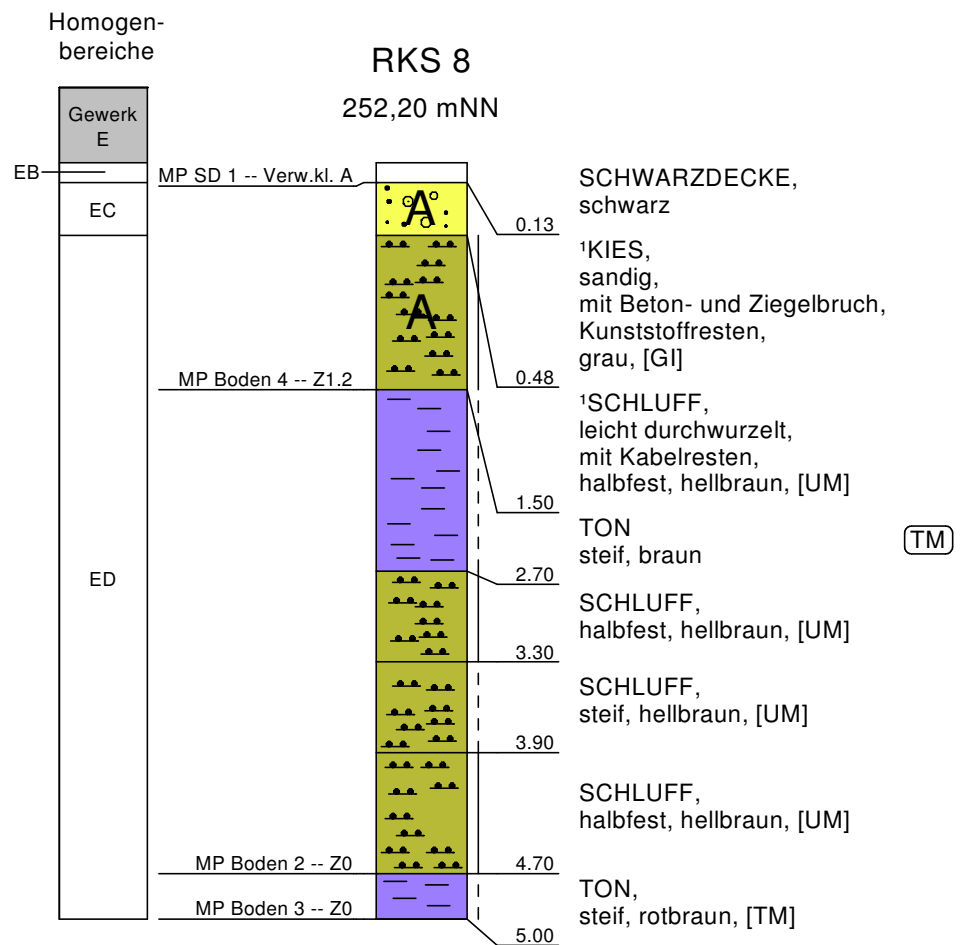 Homogen-
bereiche
RKS 8
252,20 mNN
Gewerk
E
EB
MP SD 1 -- Verw.kl. A
EC
A
0.13
SCHWARZDECKE,
schwarz
¹KIES,
sandig,
mit Beton- und Ziegelbruch,
Kunststoffresten,
grau, [GI]
A
MP Boden 4 -- Z1.2
0.48
¹SCHLUFF,
leicht durchwurzelt,
mit Kabelresten,
halbfest, hellbraun, [UM]
1.50
TON
steif, braun
TM
ED
2.70
SCHLUFF,
halbfest, hellbraun, [UM]
3.30
SCHLUFF,
steif, hellbraun, [UM]
3.90
SCHLUFF,
halbfest, hellbraun, [UM]
MP Boden 2 -- Z0
4.70
TON,
steif, rotbraun, [TM]
MP Boden 3 -- Z0
5.00